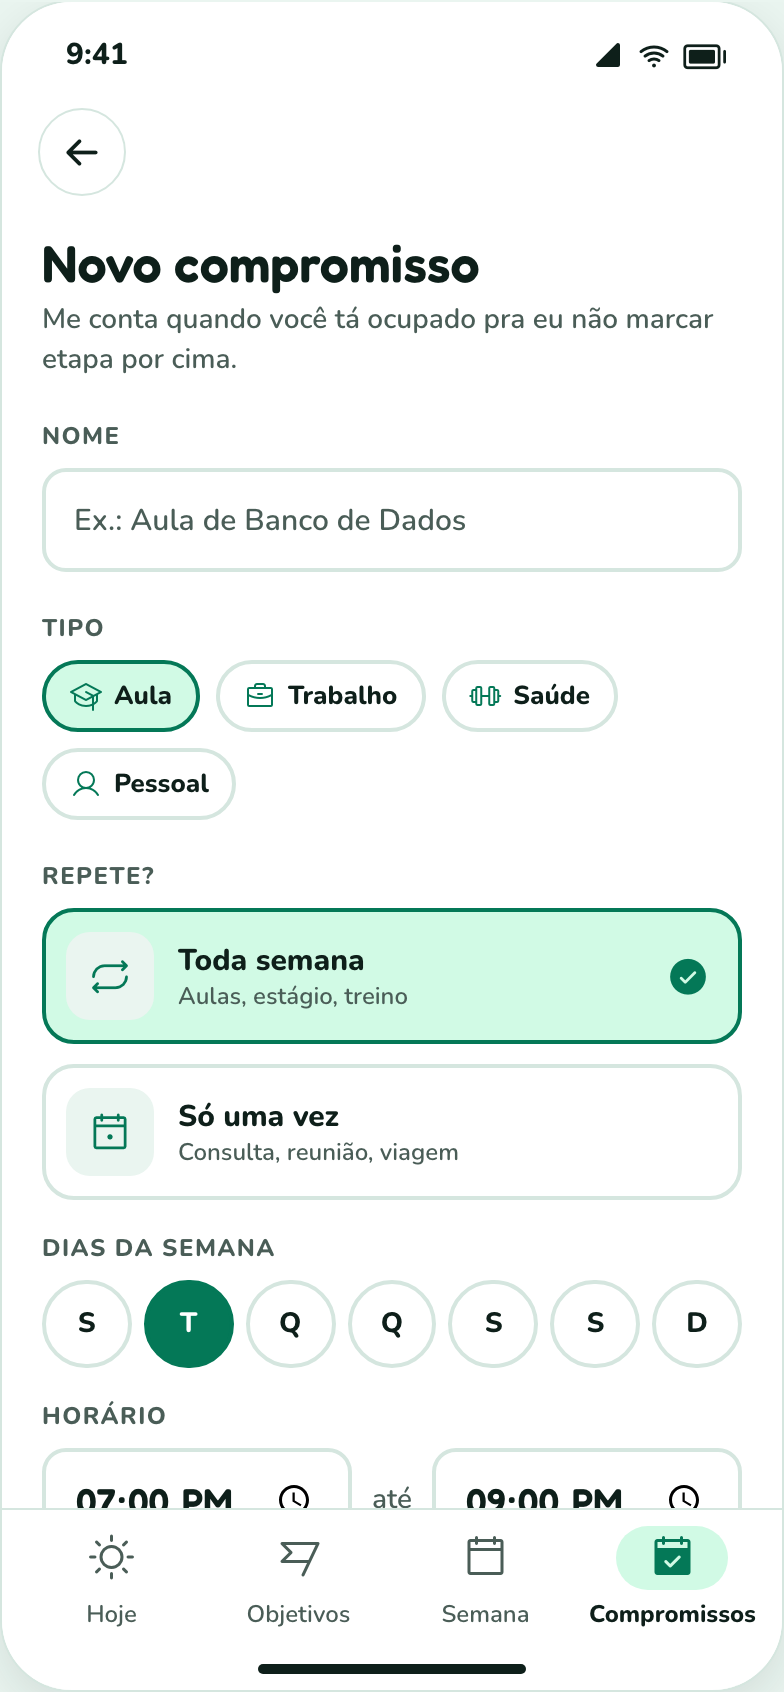 9:41
Novo compromisso
Me conta quando você tá ocupado pra eu não marcar
etapa por cima.
NOME
Ex.: Aula de Banco de Dados
TIPO
Aula
Trabalho
Saúde
Pessoal
REPETE?
Toda semana
Aulas, estágio, treino
Só uma vez
Consulta, reunião, viagem
DIAS DA SEMANA
S T Q Q S S D
HORÁRIO
07:00 PM até 09:00 PM
Hoje Objetivos Semana Compromissos